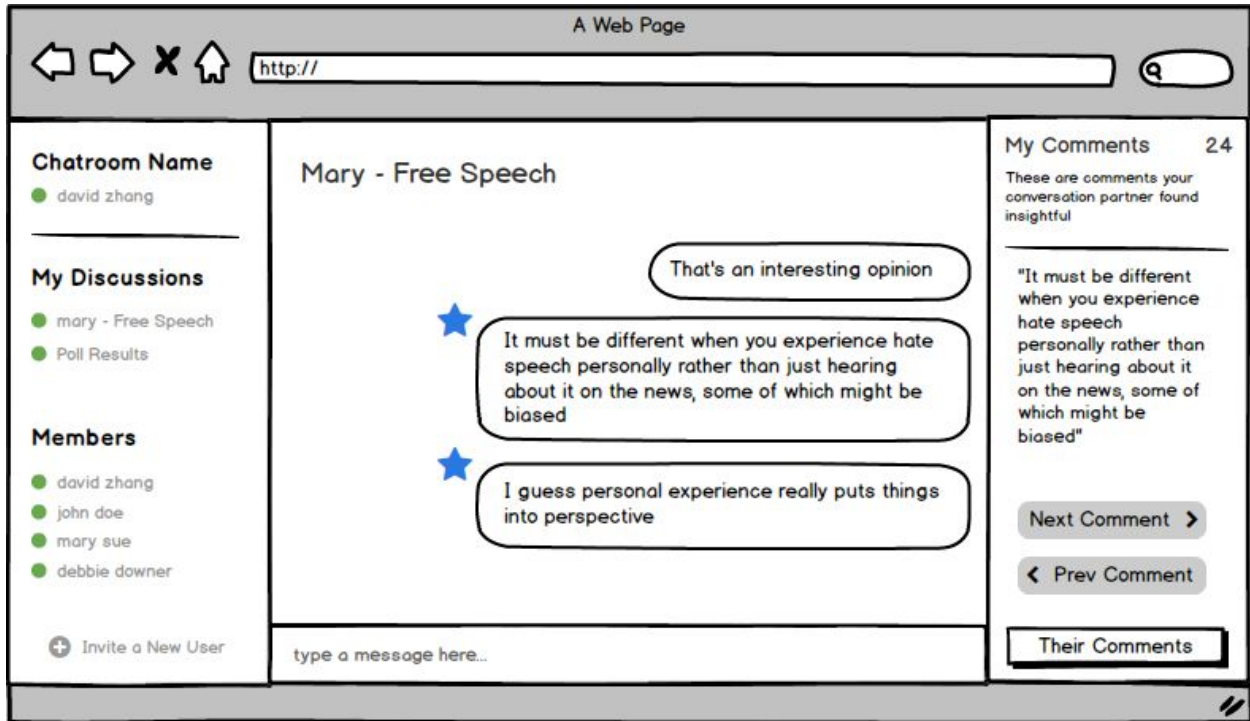 A Web Page
http://
Chatroom Name
david zhang
My Discussions
mary - Free Speech
Poll Results
Members
david zhang
john doe
mary sue
debbie downer
Invite a New User
Mary - Free Speech
That's an interesting opinion
It must be different when you experience hate
speech personally rather than just hearing
about it on the news, some of which might be
biased
I guess personal experience really puts things
into perspective
type a message here...
My Comments 24
These are comments your
conversation partner found
insightful
"It must be different
when you experience
hate speech
personally rather than
just hearing about it
on the news, some of
which might be
biased"
Next Comment
Prev Comment
Their Comments